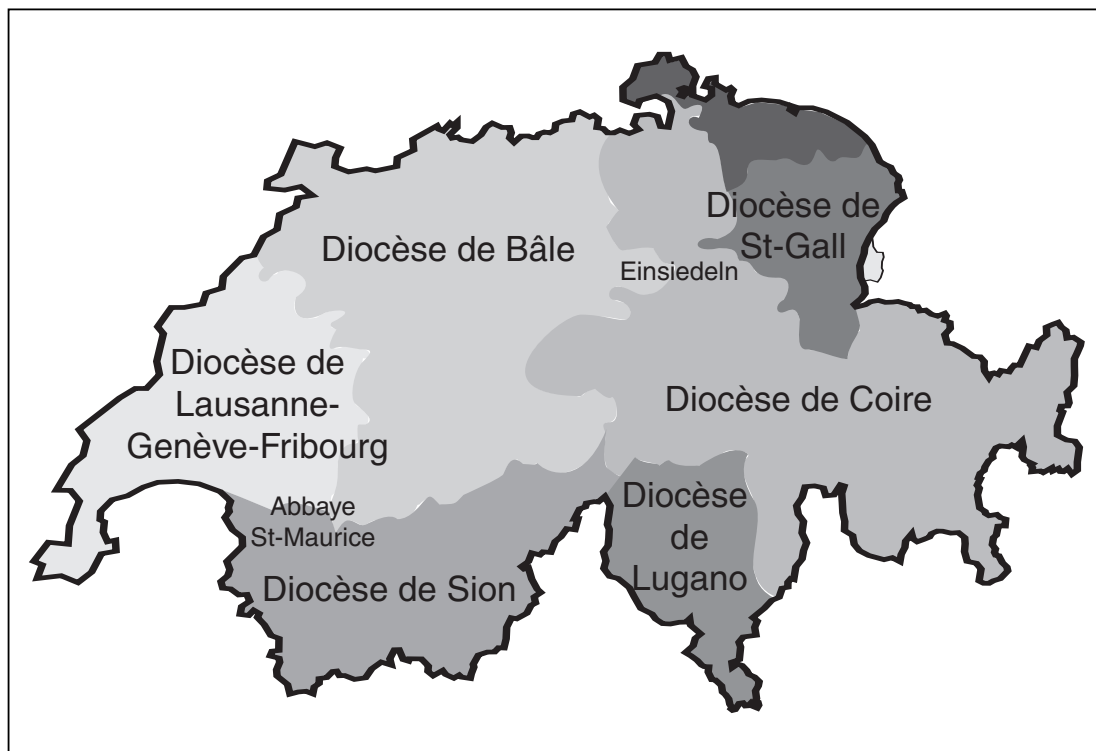 Diocèse de
St-Gall
Diocèse de Bâle
Einsiedeln
Diocèse de
Lausanne-
Genève-Fribourg
Diocèse de Coire
Abbaye
St-Maurice
Diocèse
de
Lugano
Diocèse de Sion